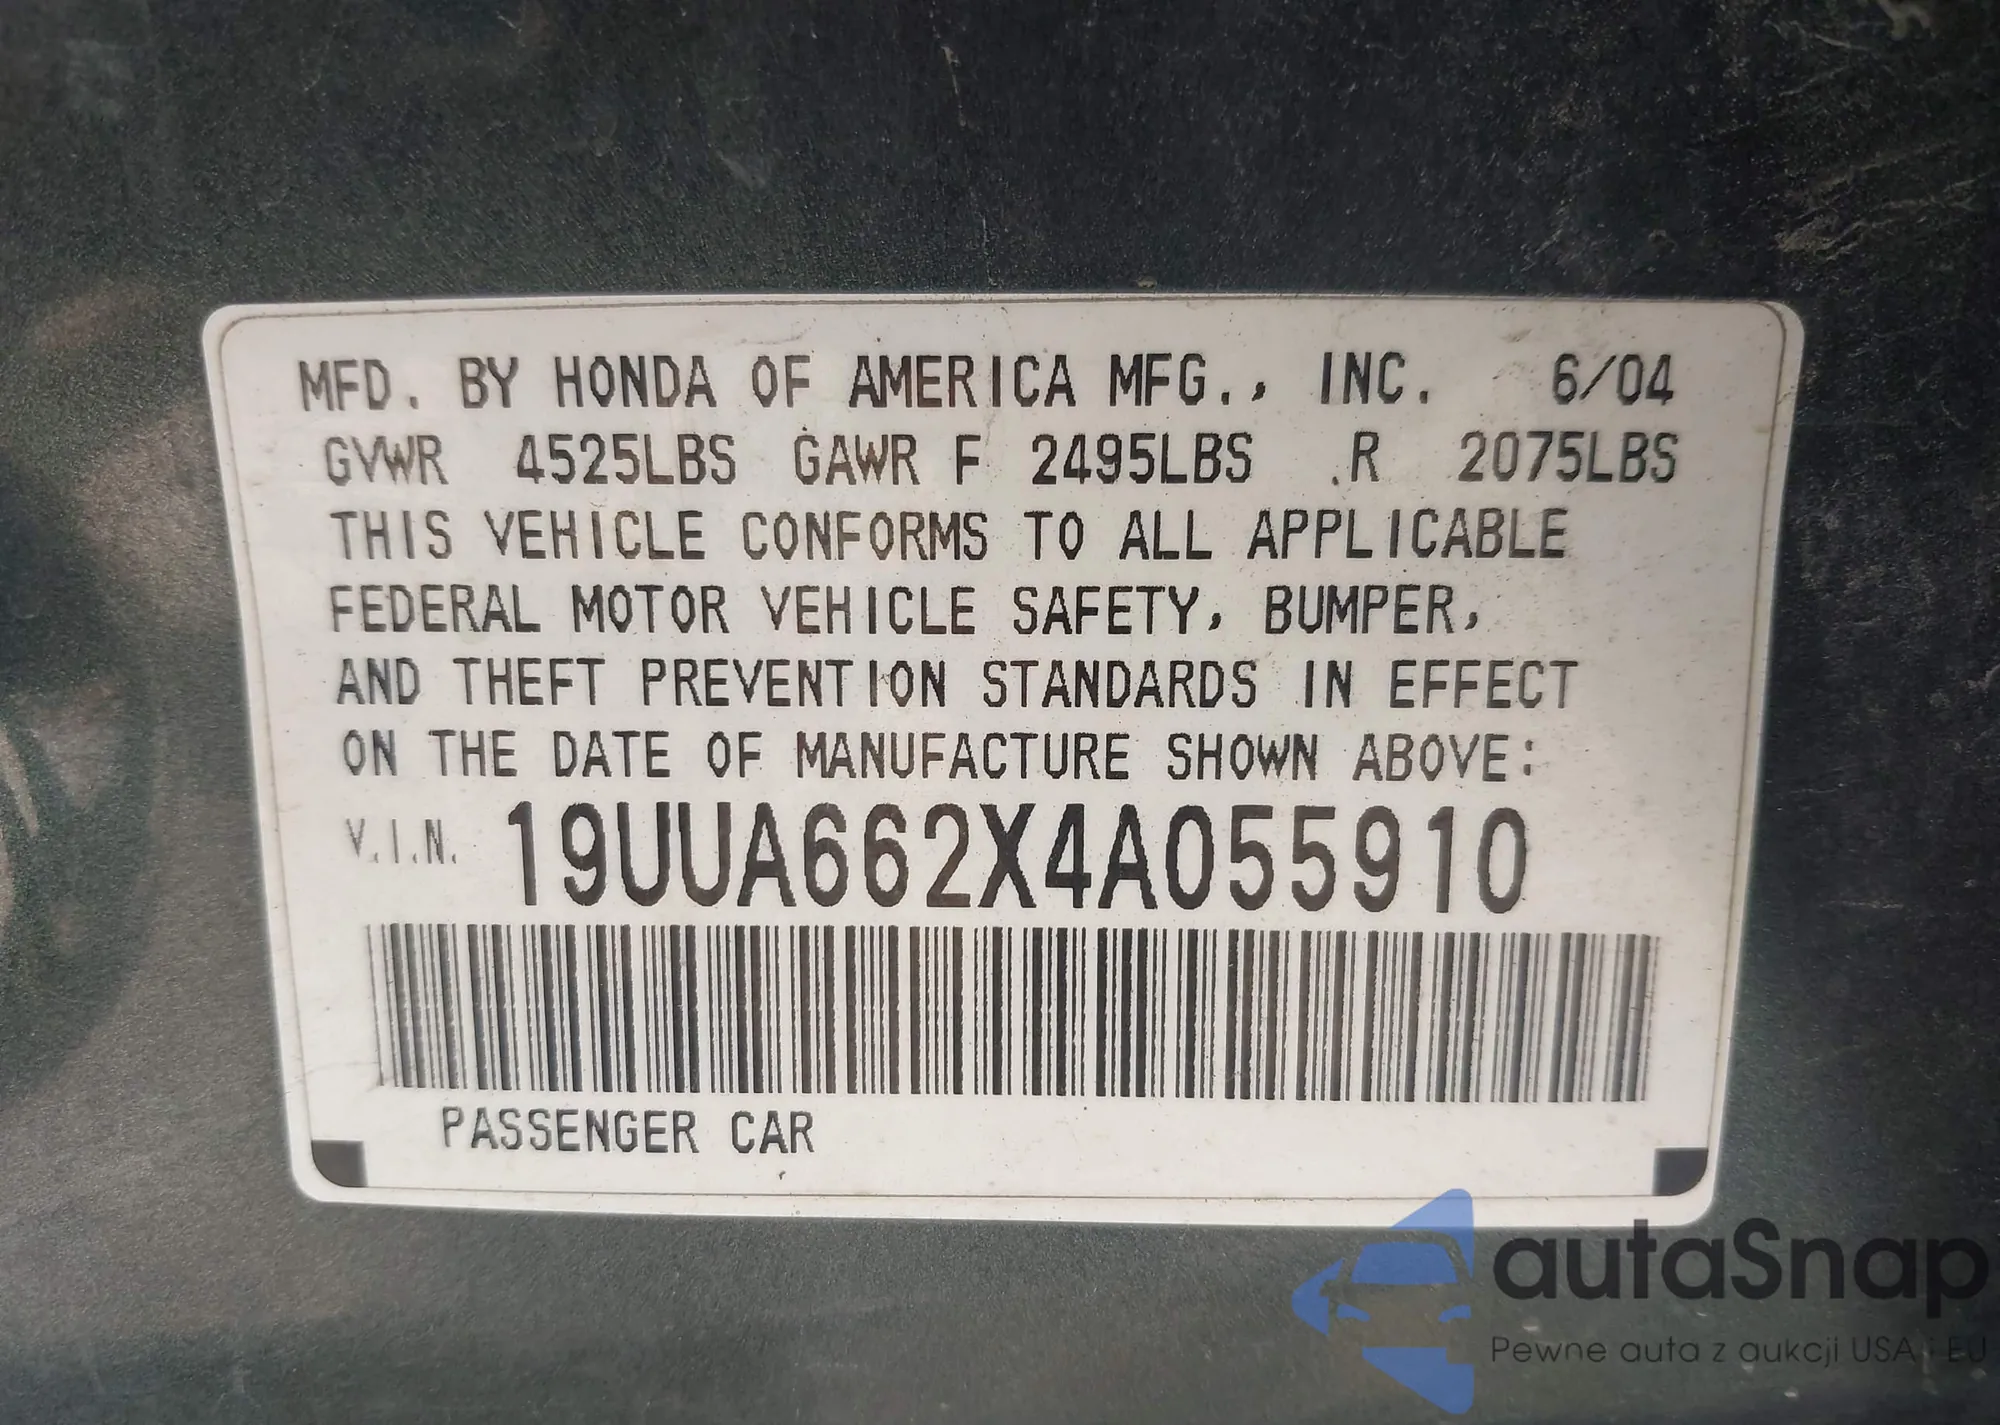 MFD. BY HONDA OF AMERICA MFG., INC. 6/04
GVWR 4525LBS GAWR F 2495LBS R 2075LBS
THIS VEHICLE CONFORMS TO ALL APPLICABLE
FEDERAL MOTOR VEHICLE SAFETY, BUMPER,
AND THEFT PREVENTION STANDARDS IN EFFECT
ON THE DATE OF MANUFACTURE SHOWN ABOVE:
V.I.N. 19UUA662X4A055910
PASSENGER CAR
autaSnap
Pewne auta z aukcji USA i EU